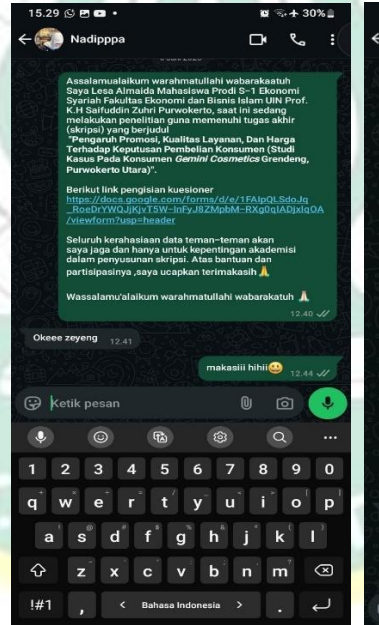 15.29
30%
Nadipppa
Assalamualaikum warahmatullahi wabarakaatuh
Saya Lesa Almaida Mahasiswa Prodi S-1 Ekonomi
Syariah Fakultas Ekonomi dan Bisnis Islam UIN Prof.
K.H Saifuddin Zuhri Purwokerto, saat ini sedang
melakukan penelitian guna memenuhi tugas akhir
(skripsi) yang berjudul
"Pengaruh Promosi, Kualitas Layanan, Dan Harga
Terhadap Keputusan Pembelian Konsumen (Studi
Kasus Pada Konsumen Gemini Cosmetics Grendeng,
Purwokerto Utara)".
Berikut link pengisian kuesioner
https://docs.google.com/forms/d/e/
/viewform?usp=header
Seluruh kerahasiaan data teman-teman akan
saya jaga dan hanya untuk kepentingan akademisi
dalam penyusunan skripsi. Atas bantuan dan
partisipasinya ,saya ucapkan terimakasih 🙏
Wassalamu'alaikum warahmatullahi wabarakatuh 🙏
12.40
Okeee zeyeng 12.41
makasiii hihii😀 12.44
Ketik pesan
1 2 3 4 5 6 7 8 9 0
q w e r t y u i o p
a s d f g h j k l
z x c v b n m
!#1 , < Bahasa Indonesia > .